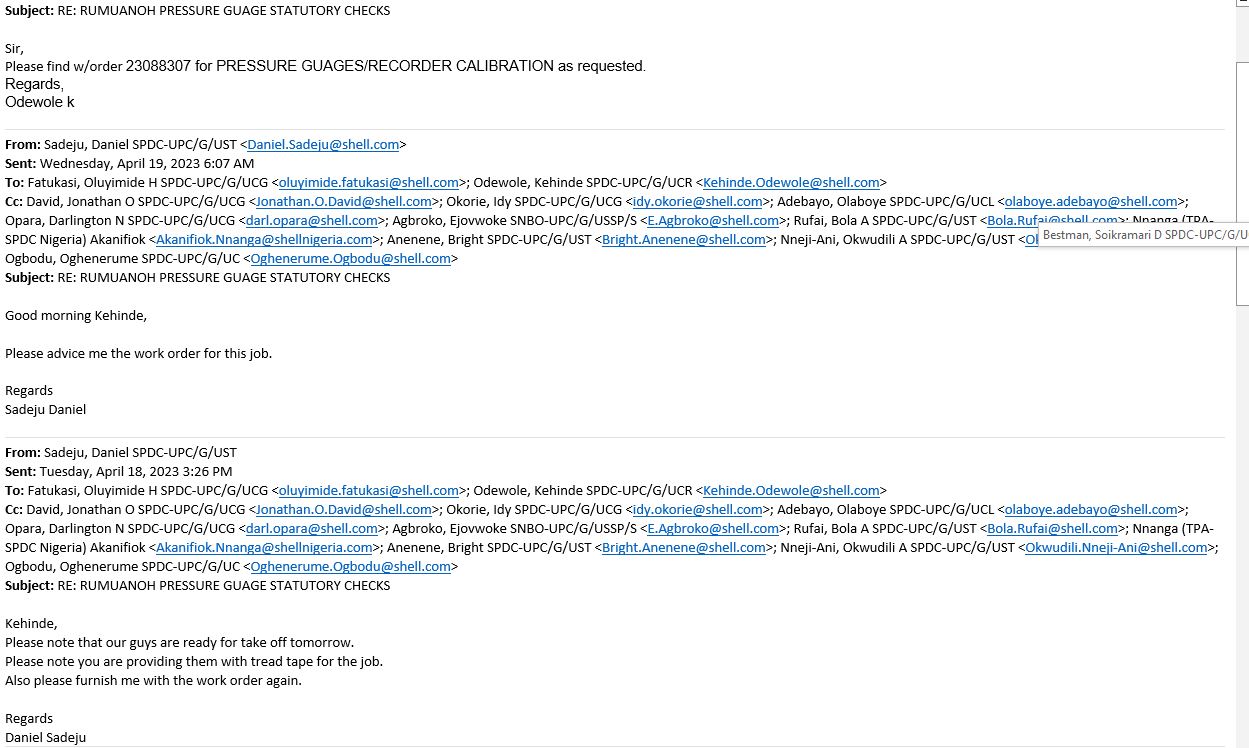 Subject: RE: RUMUANOH PRESSURE GUAGE STATUTORY CHECKS
Sir,
Please find w/order 23088307 for PRESSURE GUAGES/RECORDER CALIBRATION as requested.
Regards,
Odewole k
From: Sadeju, Daniel SPDC-UPC/G/UST <Daniel.Sadeju@shell.com>
Sent: Wednesday, April 19, 2023 6:07 AM
To: Fatukasi, Oluyimide H SPDC-UPC/G/UCG <oluyimide.fatukasi@shell.com>; Odewole, Kehinde SPDC-UPC/G/UCR <Kehinde.Odewole@shell.com>
Cc: David, Jonathan O SPDC-UPC/G/UCG <Jonathan.O.David@shell.com>; Okorie, Idy SPDC-UPC/G/UCG <idy.okorie@shell.com>; Adebayo, Olaboye SPDC-UPC/G/UCL <olaboye.adebayo@shell.com>;
Opara, Darlington N SPDC-UPC/G/UCG <darl.opara@shell.com>; Agbroko, Ejovwoke SNBO-UPC/G/USSP/S <E.Agbroko@shell.com>; Rufai, Bola A SPDC-UPC/G/UST <Bola.Rufai@shell.com>; Nnanga (TPA-
SPDC Nigeria) Akanifiok <Akanifiok.Nnanga@shellnigeria.com>; Anenene, Bright SPDC-UPC/G/UST <Bright.Anenene@shell.com>; Nneji-Ani, Okwudili A SPDC-UPC/G/UST <Ok Bestman, Soikramari D SPDC-UPC/G/U
Ogbodu, Oghenerume SPDC-UPC/G/UC <Oghenerume.Ogbodu@shell.com>
Subject: RE: RUMUANOH PRESSURE GUAGE STATUTORY CHECKS
Good morning Kehinde,
Please advice me the work order for this job.
Regards
Sadeju Daniel
From: Sadeju, Daniel SPDC-UPC/G/UST
Sent: Tuesday, April 18, 2023 3:26 PM
To: Fatukasi, Oluyimide H SPDC-UPC/G/UCG <oluyimide.fatukasi@shell.com>; Odewole, Kehinde SPDC-UPC/G/UCR <Kehinde.Odewole@shell.com>
Cc: David, Jonathan O SPDC-UPC/G/UCG <Jonathan.O.David@shell.com>; Okorie, Idy SPDC-UPC/G/UCG <idy.okorie@shell.com>; Adebayo, Olaboye SPDC-UPC/G/UCL <olaboye.adebayo@shell.com>;
Opara, Darlington N SPDC-UPC/G/UCG <darl.opara@shell.com>; Agbroko, Ejovwoke SNBO-UPC/G/USSP/S <E.Agbroko@shell.com>; Rufai, Bola A SPDC-UPC/G/UST <Bola.Rufai@shell.com>; Nnanga (TPA-
SPDC Nigeria) Akanifiok <Akanifiok.Nnanga@shellnigeria.com>; Anenene, Bright SPDC-UPC/G/UST <Bright.Anenene@shell.com>; Nneji-Ani, Okwudili A SPDC-UPC/G/UST <Okwudili.Nneji-Ani@shell.com>;
Ogbodu, Oghenerume SPDC-UPC/G/UC <Oghenerume.Ogbodu@shell.com>
Subject: RE: RUMUANOH PRESSURE GUAGE STATUTORY CHECKS
Kehinde,
Please note that our guys are ready for take off tomorrow.
Please note you are providing them with tread tape for the job.
Also please furnish me with the work order again.
Regards
Daniel Sadeju